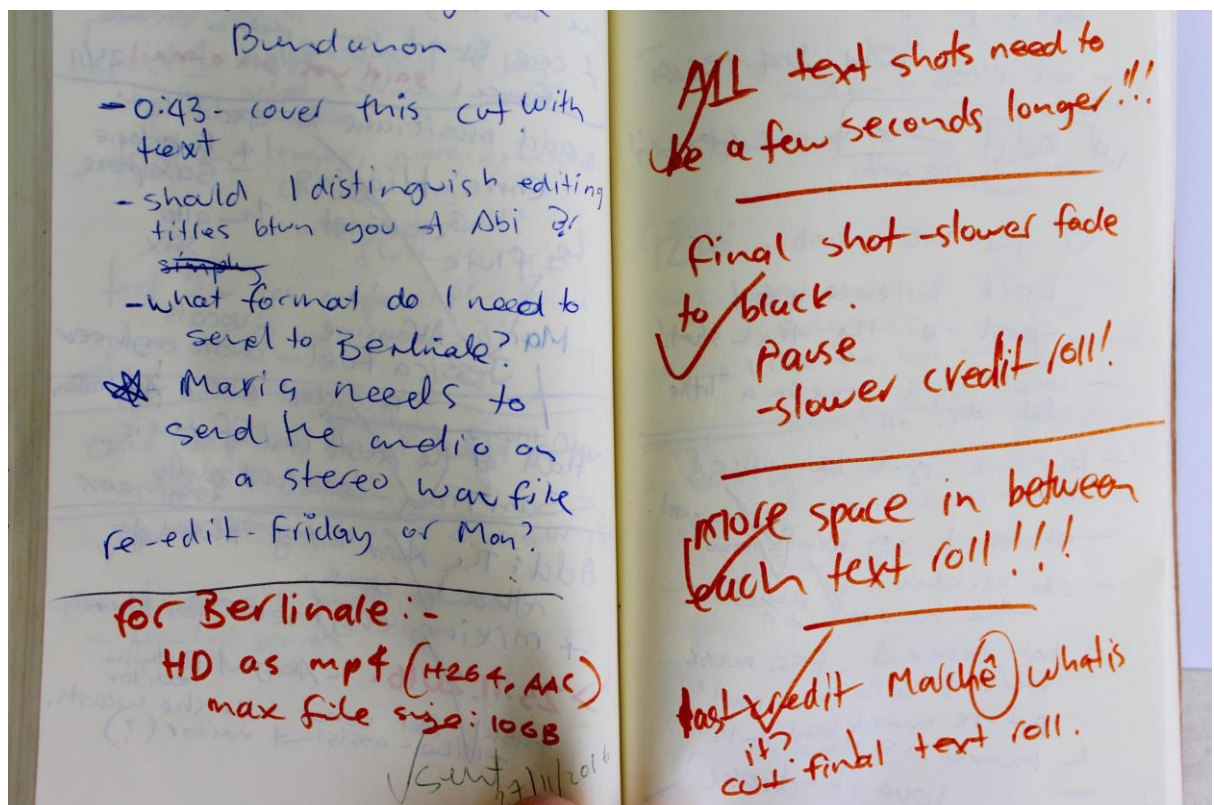 Bundanon
- 0:43 - cover this cut with
text
- should I distinguish editing
titles btwn you + Abi ?
simply
- what format do I need to
send to Berlinale?
Maria needs to
send the audio on
a stereo wav file
re-edit - Friday or Mon?
for Berlinale :-
HD as mp4 (H264, AAC)
max file size: 10GB
sent
27/11/2016
ALL text shots need to
be a few seconds longer!!!
final shot - slower fade
to black
pause
- slower credit roll!
more space in between
each text roll!!!
last credit Marchê what is
it?
cut final text roll.